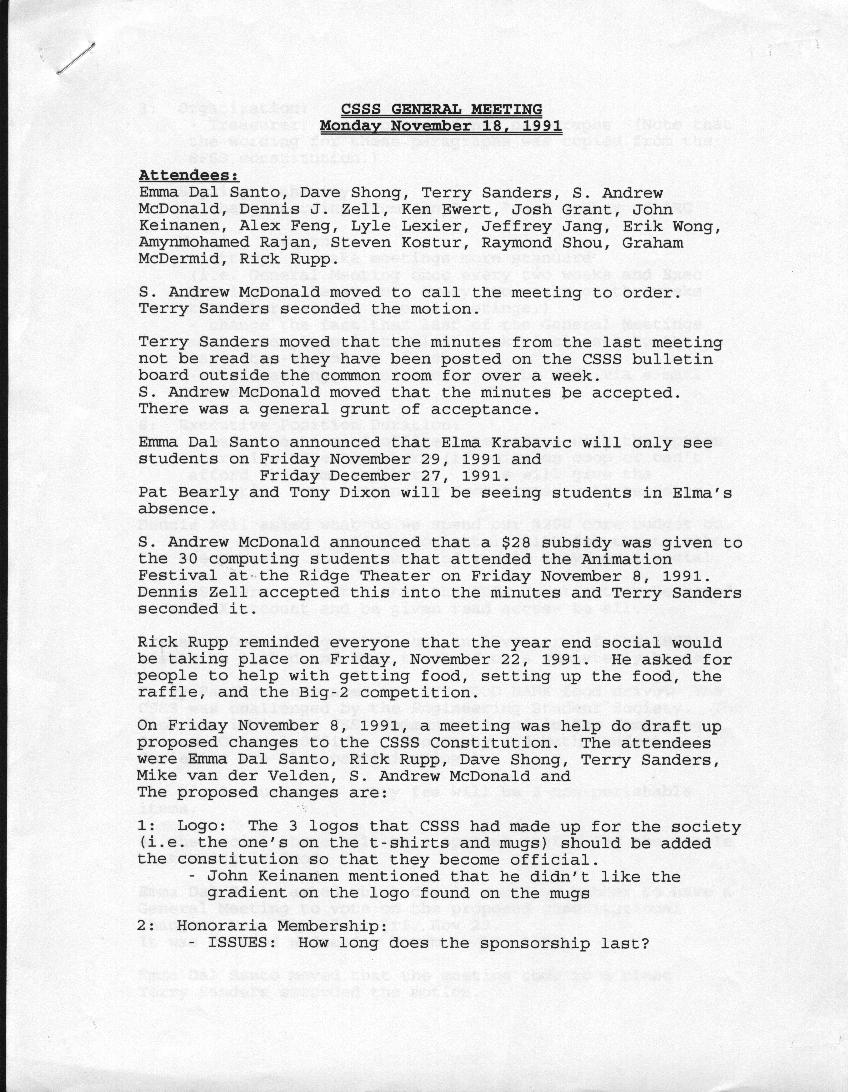 CSSS GENERAL MEETING
Monday November 18, 1991
Attendees:
Emma Dal Santo, Dave Shong, Terry Sanders, S. Andrew
McDonald, Dennis J. Zell, Ken Ewert, Josh Grant, John
Keinanen, Alex Feng, Lyle Lexier, Jeffrey Jang, Erik Wong,
Amynmohamed Rajan, Steven Kostur, Raymond Shou, Graham
McDermid, Rick Rupp.
S. Andrew McDonald moved to call the meeting to order.
Terry Sanders seconded the motion.
Terry Sanders moved that the minutes from the last meeting
not be read as they have been posted on the CSSS bulletin
board outside the common room for over a week.
S. Andrew McDonald moved that the minutes be accepted.
There was a general grunt of acceptance.
Emma Dal Santo announced that Elma Krabavic will only see
students on Friday November 29, 1991 and
Friday December 27, 1991.
Pat Bearly and Tony Dixon will be seeing students in Elma's
absence.
S. Andrew McDonald announced that a $28 subsidy was given to
the 30 computing students that attended the Animation
Festival at the Ridge Theater on Friday November 8, 1991.
Dennis Zell accepted this into the minutes and Terry Sanders
seconded it.
Rick Rupp reminded everyone that the year end social would
be taking place on Friday, November 22, 1991. He asked for
people to help with getting food, setting up the food, the
raffle, and the Big-2 competition.
On Friday November 8, 1991, a meeting was help do draft up
proposed changes to the CSSS Constitution. The attendees
were Emma Dal Santo, Rick Rupp, Dave Shong, Terry Sanders,
Mike van der Velden, S. Andrew McDonald and
The proposed changes are:
1: Logo: The 3 logos that CSSS had made up for the society
(i.e. the one's on the t-shirts and mugs) should be added
the constitution so that they become official.
- John Keinanen mentioned that he didn't like the
gradient on the logo found on the mugs
2: Honoraria Membership:
- ISSUES: How long does the sponsorship last?